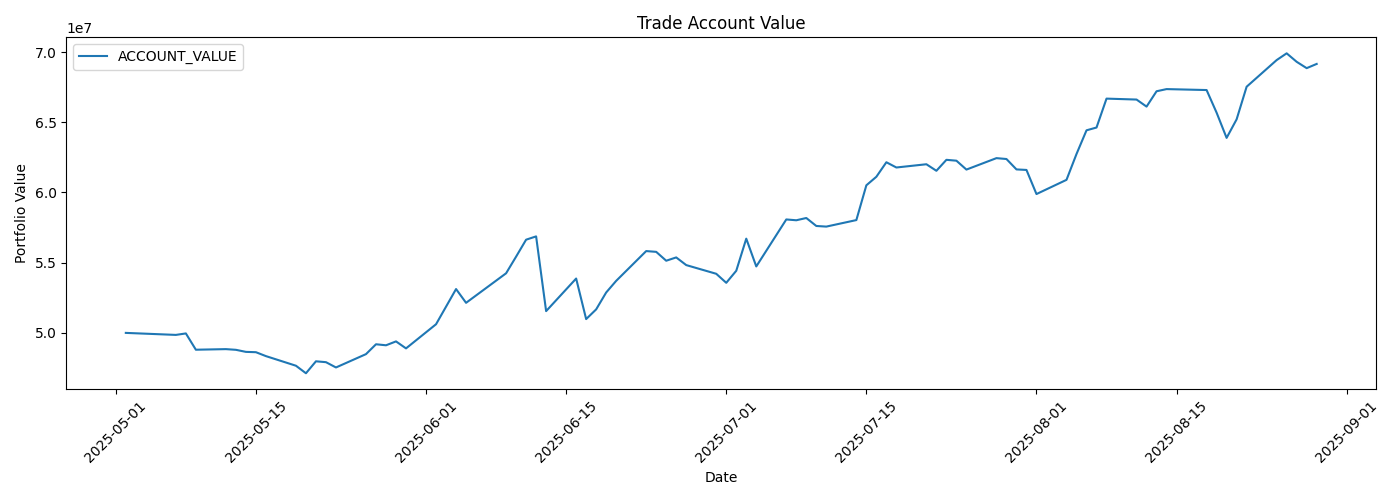 Trade Account Value
1e7
ACCOUNT_VALUE
7.0
6.5
6.0
5.5
5.0
Portfolio Value
2025-05-01
2025-05-15
2025-06-01
2025-06-15
2025-07-01
2025-07-15
2025-08-01
2025-08-15
2025-09-01
Date